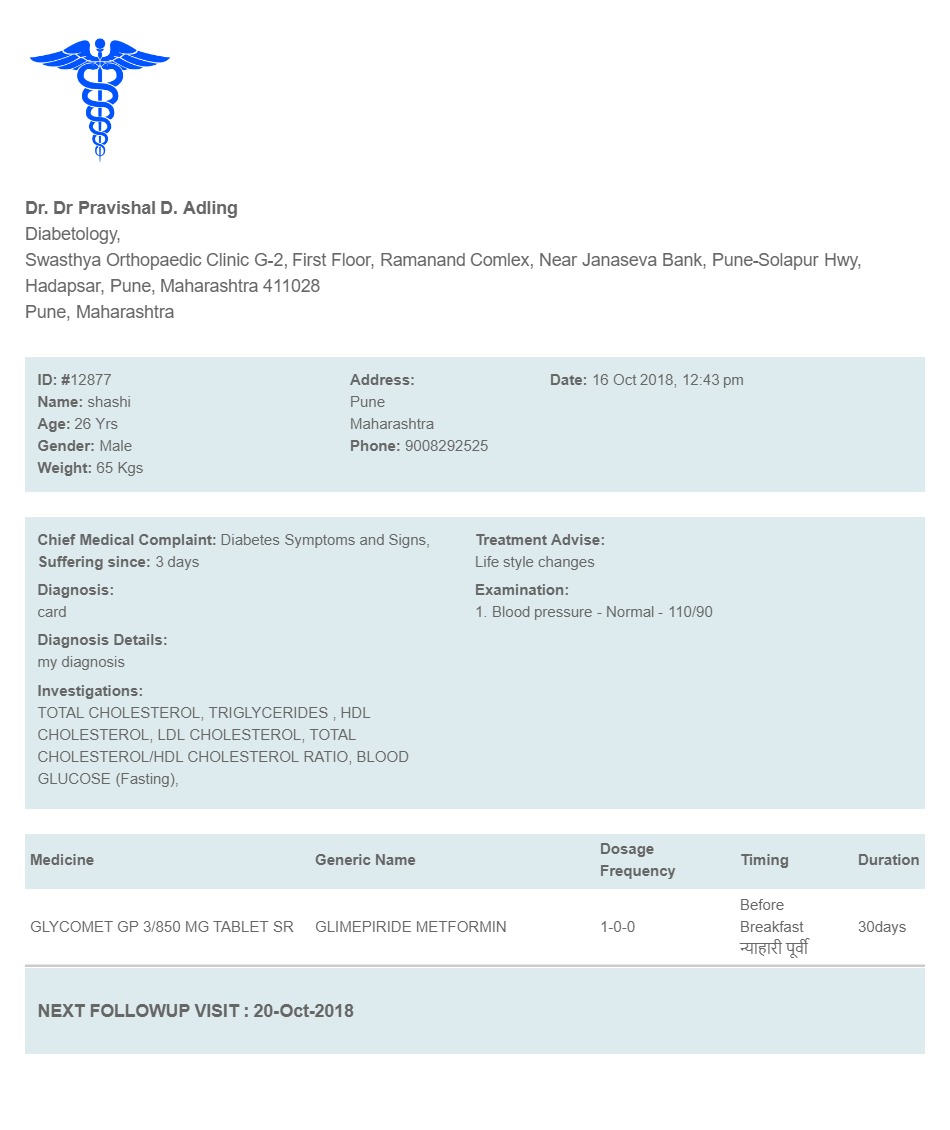 Dr. Dr Pravishal D. Adling
Diabetology,
Swasthya Orthopaedic Clinic G-2, First Floor, Ramanand Comlex, Near Janaseva Bank, Pune-Solapur Hwy,
Hadapsar, Pune, Maharashtra 411028
Pune, Maharashtra
ID: #12877
Name: shashi
Age: 26 Yrs
Gender: Male
Weight: 65 Kgs
Address:
Pune
Maharashtra
Phone: 9008292525
Date: 16 Oct 2018, 12:43 pm
Chief Medical Complaint: Diabetes Symptoms and Signs,
Suffering since: 3 days
Diagnosis:
card
Diagnosis Details:
my diagnosis
Investigations:
TOTAL CHOLESTEROL, TRIGLYCERIDES , HDL
CHOLESTEROL, LDL CHOLESTEROL, TOTAL
CHOLESTEROL/HDL CHOLESTEROL RATIO, BLOOD
GLUCOSE (Fasting),
Treatment Advise:
Life style changes
Examination:
1. Blood pressure - Normal - 110/90
Medicine Generic Name Dosage Frequency Timing Duration
GLYCOMET GP 3/850 MG TABLET SR GLIMEPIRIDE METFORMIN 1-0-0 Before Breakfast न्याहारी पूर्वी 30days
NEXT FOLLOWUP VISIT : 20-Oct-2018